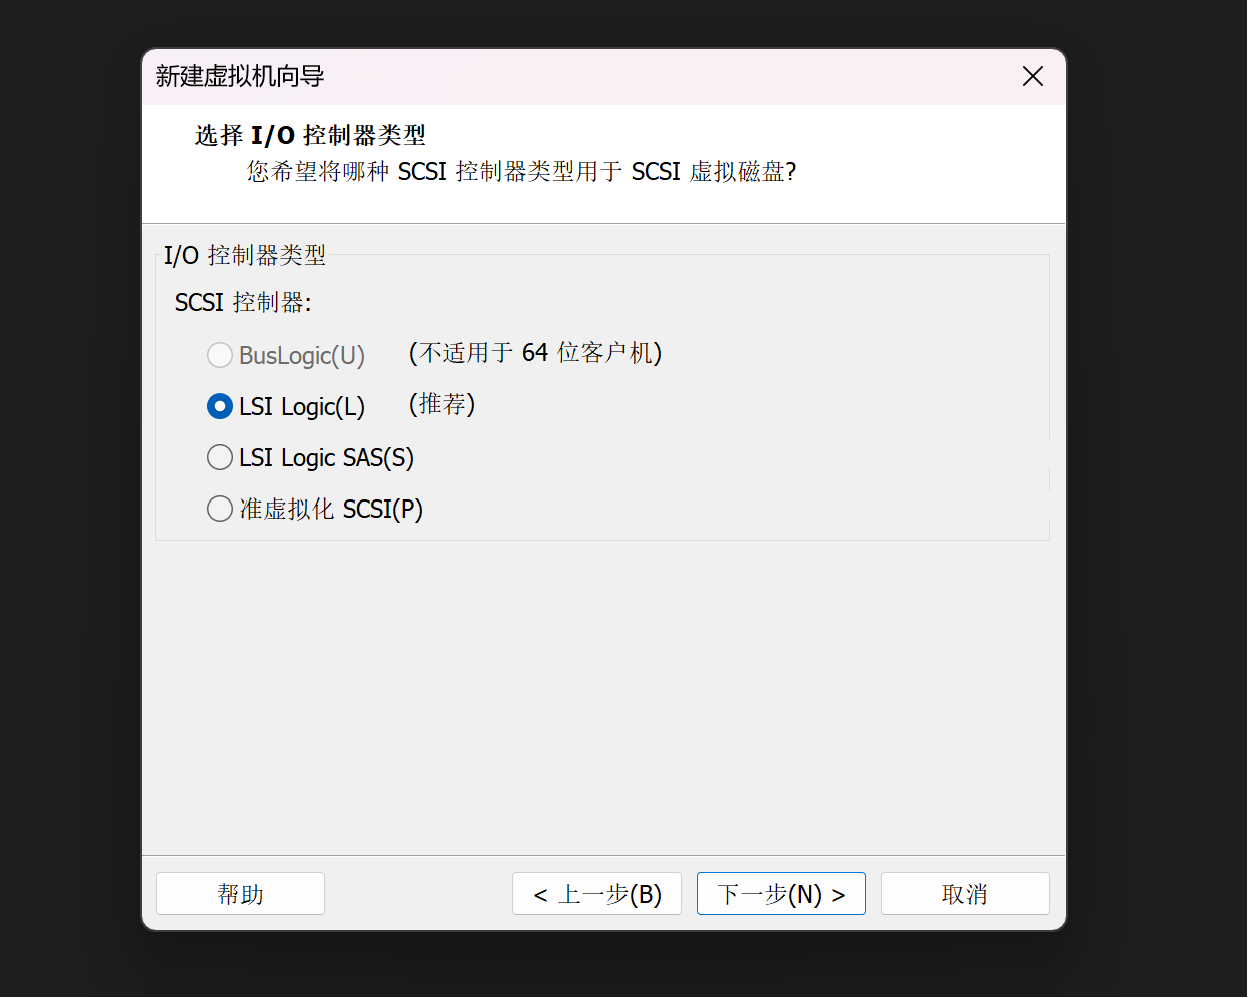 新建虚拟机向导
选择 I/O 控制器类型
您希望将哪种 SCSI 控制器类型用于 SCSI 虚拟磁盘?
I/O 控制器类型
SCSI 控制器:
BusLogic(U) (不适用于 64 位客户机)
LSI Logic(L) (推荐)
LSI Logic SAS(S)
准虚拟化 SCSI(P)
帮助 < 上一步(B) 下一步(N) > 取消